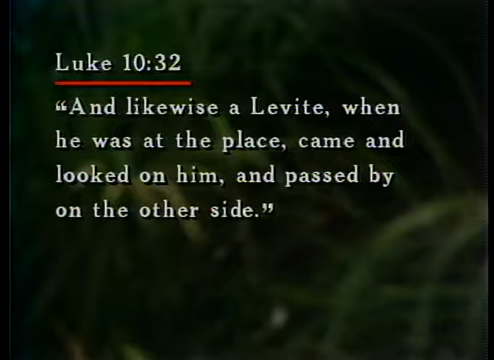 Luke 10:32
“And likewise a Levite, when
he was at the place, came and
looked on him, and passed by
on the other side.”